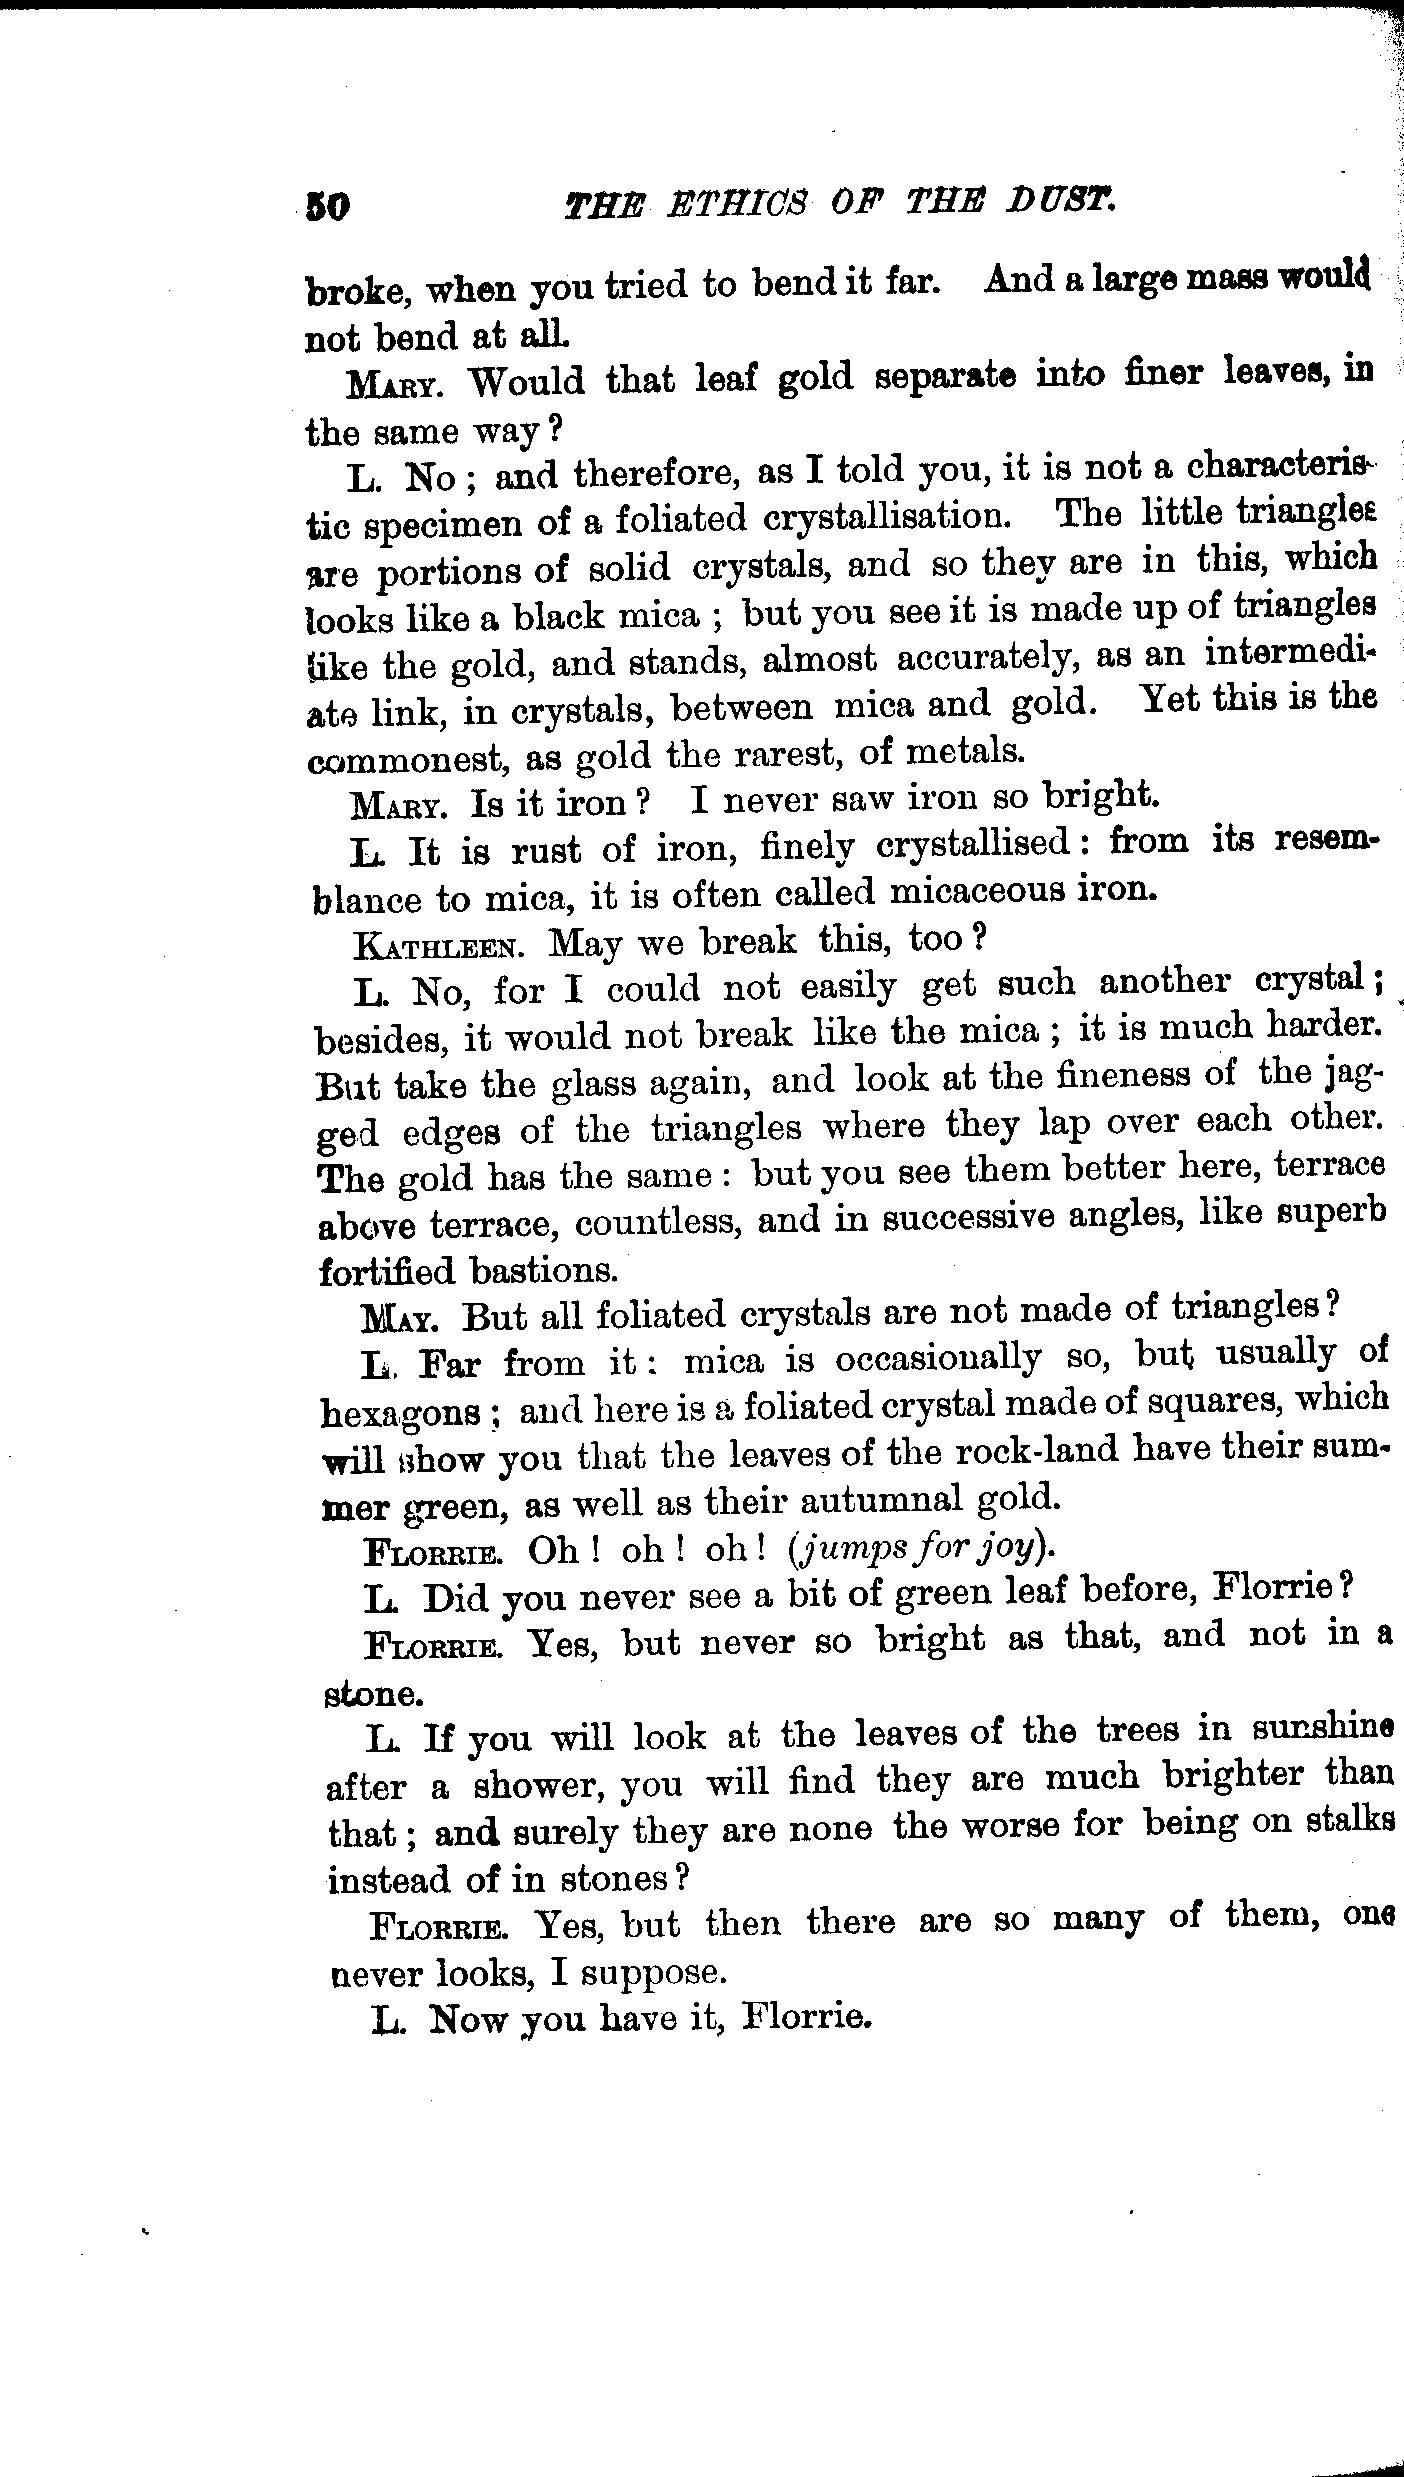 50 THE ETHICS OF THE DUST.
broke, when you tried to bend it far. And a large mass would
not bend at all.
MARY. Would that leaf gold separate into finer leaves, in
the same way?
L. No; and therefore, as I told you, it is not a characteris-
tic specimen of a foliated crystallisation. The little triangles
are portions of solid crystals, and so they are in this, which
looks like a black mica; but you see it is made up of triangles
like the gold, and stands, almost accurately, as an intermedi-
ate link, in crystals, between mica and gold. Yet this is the
commonest, as gold the rarest, of metals.
MARY. Is it iron? I never saw iron so bright.
L. It is rust of iron, finely crystallised: from its resem-
blance to mica, it is often called micaceous iron.
KATHLEEN. May we break this, too?
L. No, for I could not easily get such another crystal;
besides, it would not break like the mica; it is much harder.
But take the glass again, and look at the fineness of the jag-
ged edges of the triangles where they lap over each other.
The gold has the same: but you see them better here, terrace
above terrace, countless, and in successive angles, like superb
fortified bastions.
MAY. But all foliated crystals are not made of triangles?
L. Far from it: mica is occasionally so, but usually of
hexagons; and here is a foliated crystal made of squares, which
will show you that the leaves of the rock-land have their sum-
mer green, as well as their autumnal gold.
FLORRIE. Oh! oh! oh! (jumps for joy).
L. Did you never see a bit of green leaf before, Florrie?
FLORRIE. Yes, but never so bright as that, and not in a
stone.
L. If you will look at the leaves of the trees in sunshine
after a shower, you will find they are much brighter than
that; and surely they are none the worse for being on stalks
instead of in stones?
FLORRIE. Yes, but then there are so many of them, one
never looks, I suppose.
L. Now you have it, Florrie.